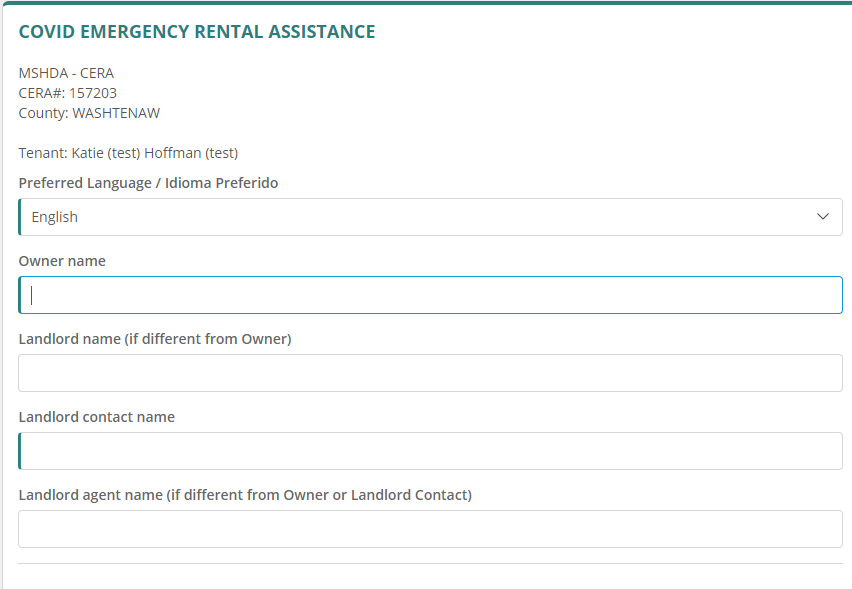 COVID EMERGENCY RENTAL ASSISTANCE
MSHDA - CERA
CERA#: 157203
County: WASHTENAW
Tenant: Katie (test) Hoffman (test)
Preferred Language / Idioma Preferido
English
Owner name
Landlord name (if different from Owner)
Landlord contact name
Landlord agent name (if different from Owner or Landlord Contact)